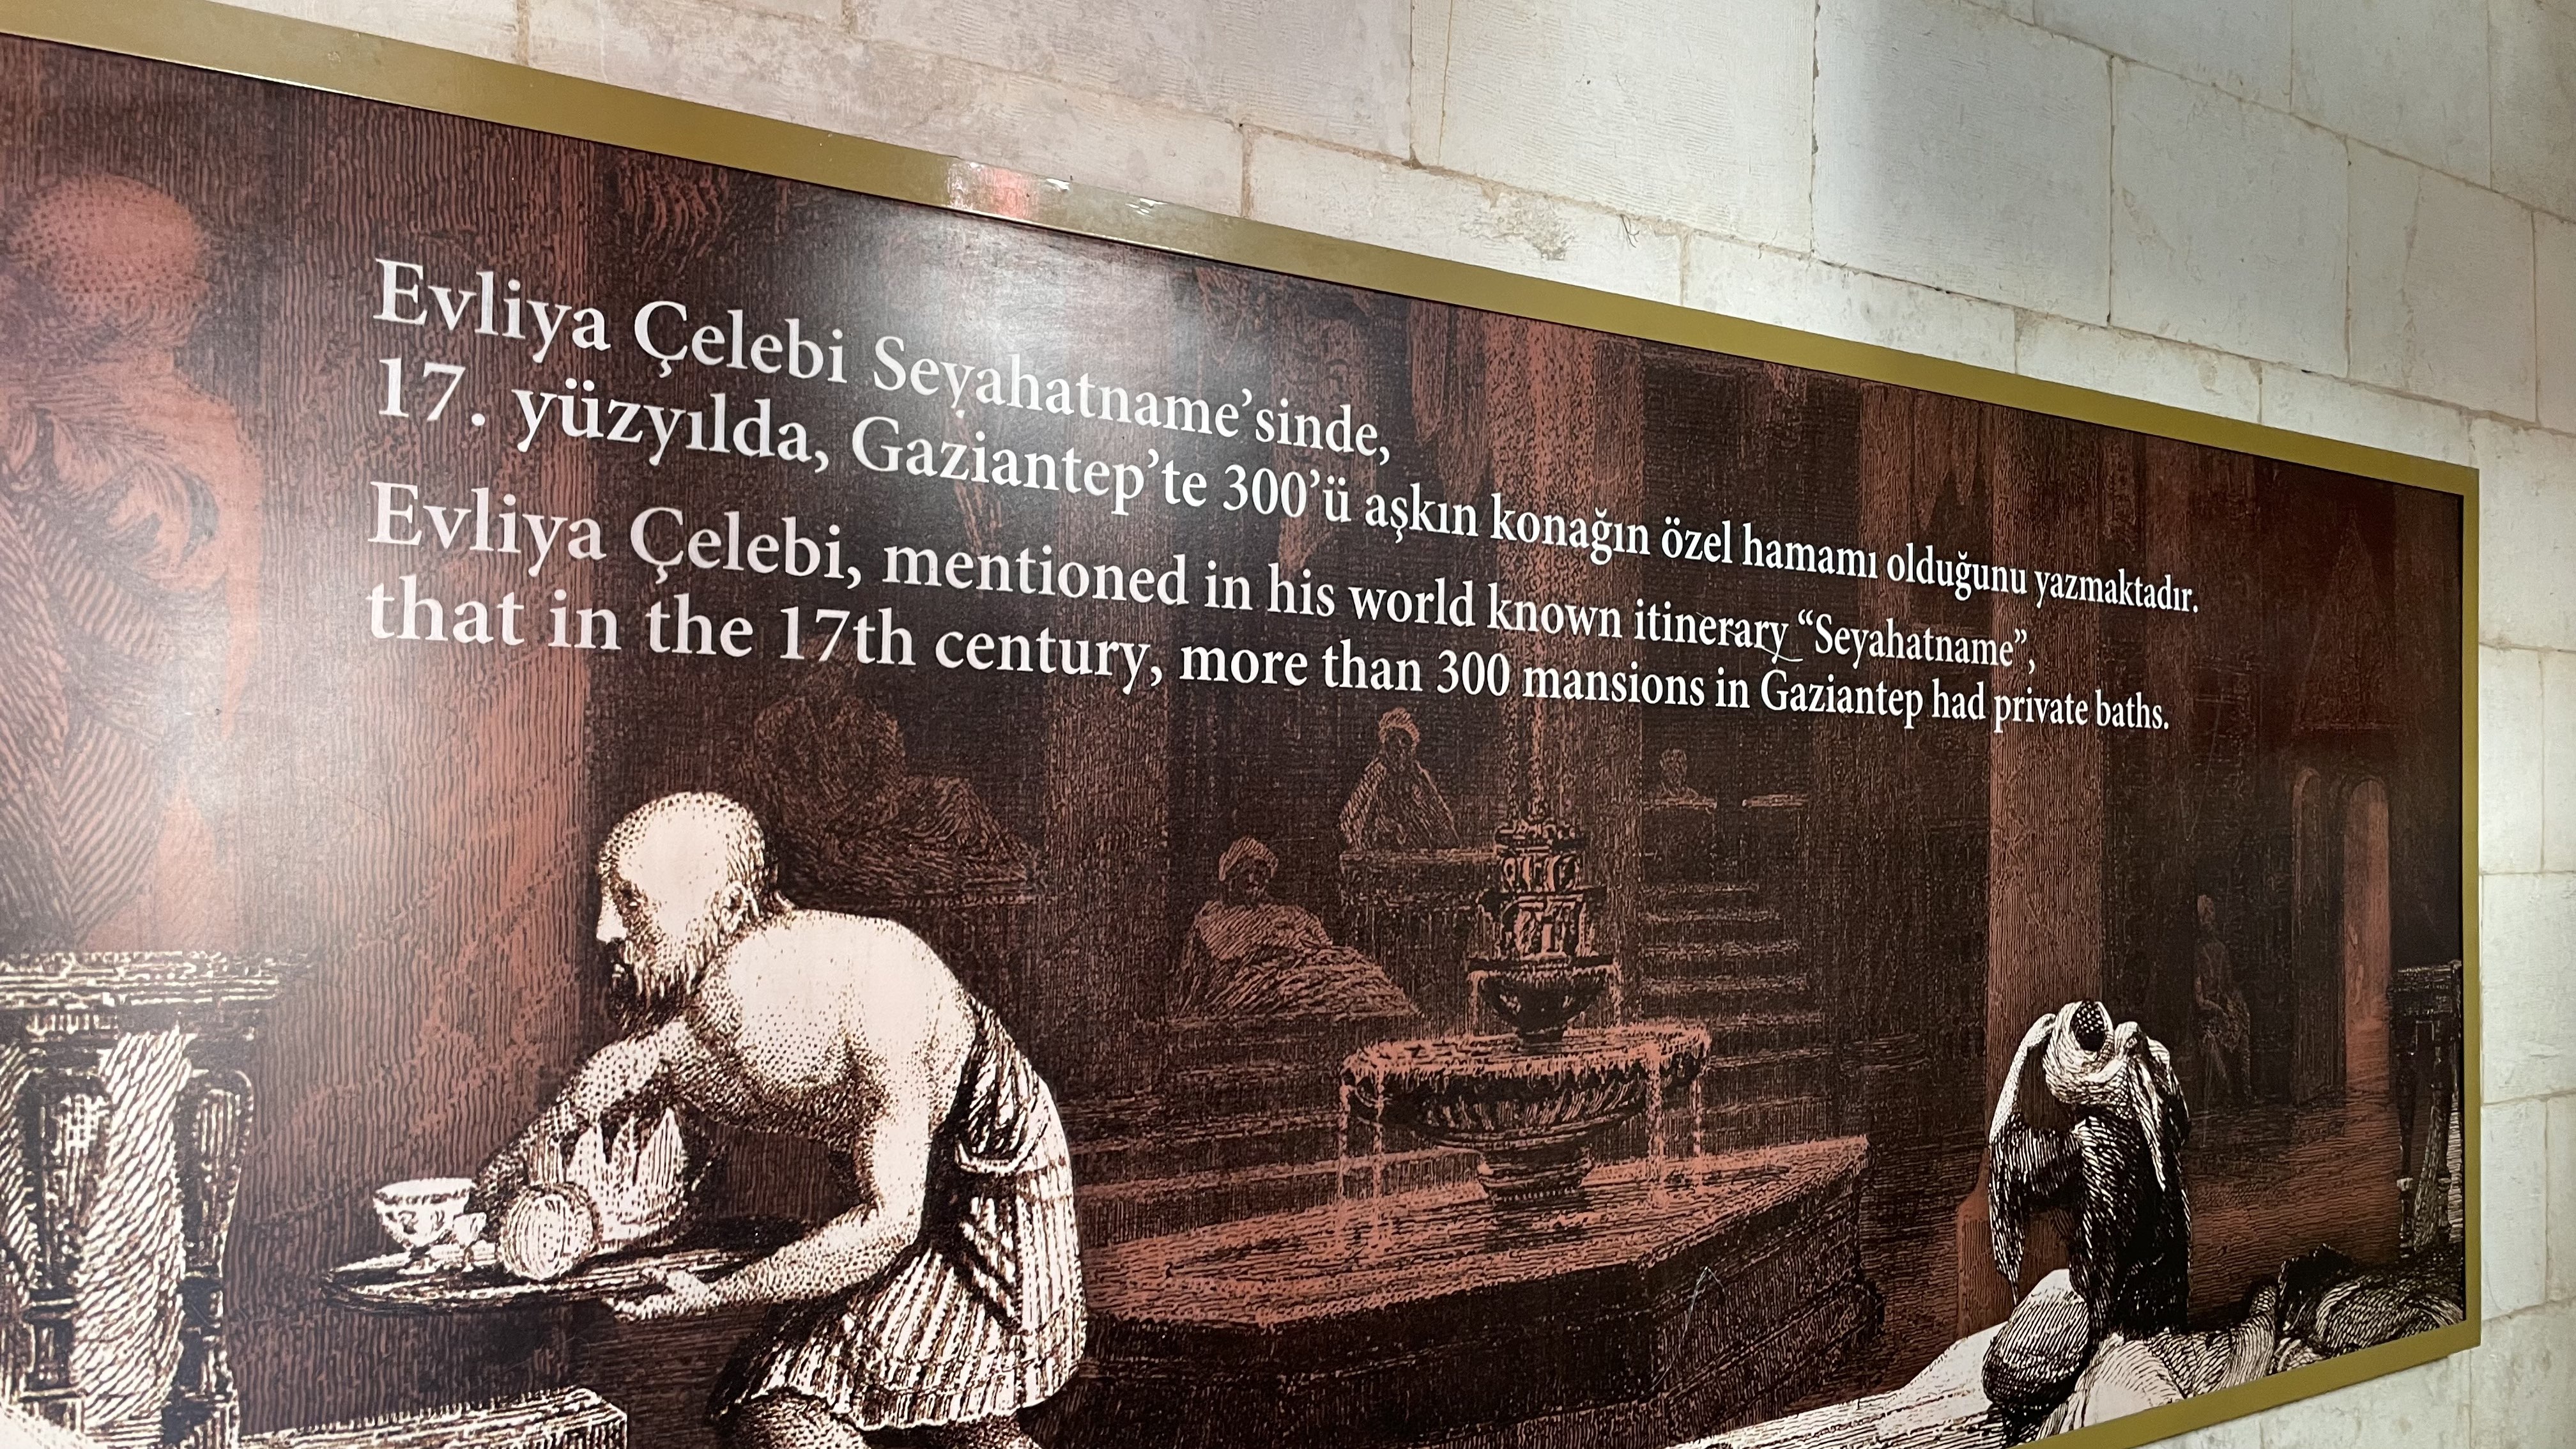 Evliya Çelebi Seyahatname’sinde,
17. yüzyılda, Gaziantep’te 300’ü aşkın konağın özel hamamı olduğunu yazmaktadır.
Evliya Çelebi, mentioned in his world known itinerary “Seyahatname”,
that in the 17th century, more than 300 mansions in Gaziantep had private baths.